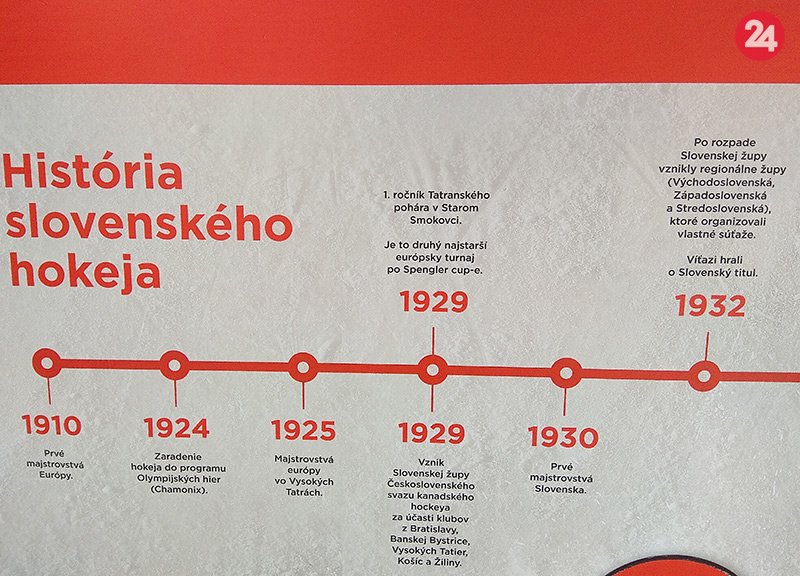 24
História
slovenského
hokeja
1910
Prvé
majstrovstvá
Európy.
1924
Zaradenie
hokeja do programu
Olympijských hier
(Chamonix).
1925
Majstrovstvá
európy
vo Vysokých
Tatrách.
1. ročník Tatranského
pohára v Starom
Smokovci.
Je to druhý najstarší
európsky turnaj
po Spengler cup-e.
1929
1929
Vznik
Slovenskej župy
Československého
svazu kanadského
hockeya
za účasti klubov
z Bratislavy,
Banskej Bystrice,
Vysokých Tatier,
Košíc a Žiliny.
1930
Prvé
majstrovstvá
Slovenska.
Po rozpade
Slovenskej župy
vznikly regionálne župy
(Východoslovenská,
Západoslovenská
a Stredoslovenská),
ktoré organizovali
vlastné súťaže.
Víťazi hrali
o Slovenský titul.
1932